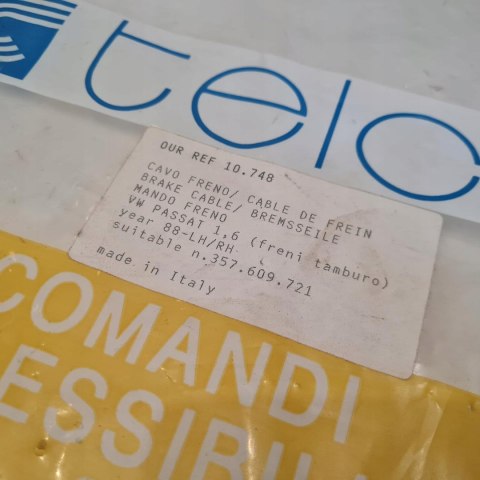 telc
OUR REF 10.748
CAVO FRENO/ CABLE DE FREIN
BRAKE CABLE/ BREMSSEILE
MANDO FRENO
VW PASSAT 1,6 (freni tamburo)
year 88-LH/RH
suitable n.357.609.721
made in Italy
COMANDI
ESSIBILI